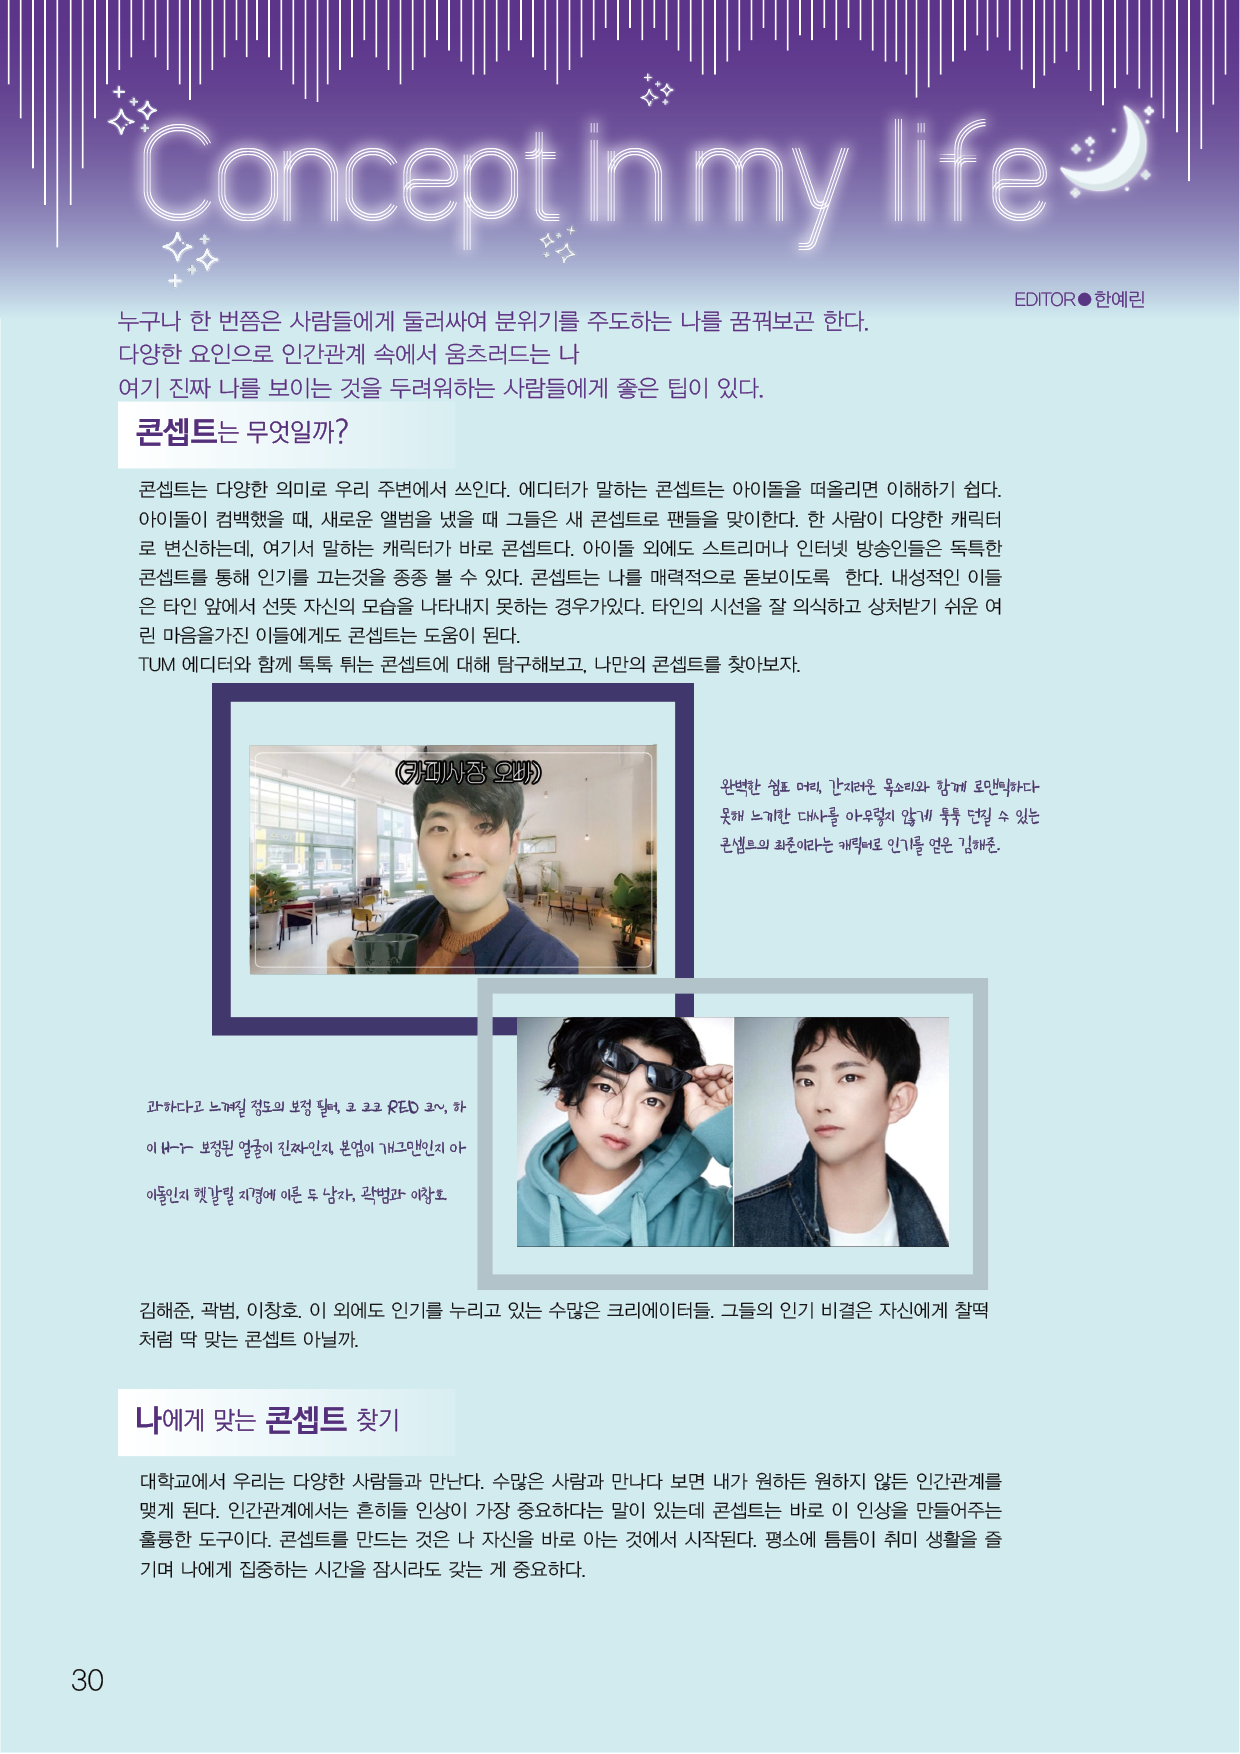 Concept in my life
EDITOR●한예린
누구나 한 번쯤은 사람들에게 둘러싸여 분위기를 주도하는 나를 꿈꿔보곤 한다.
다양한 요인으로 인간관계 속에서 움츠러드는 나
여기 진짜 나를 보이는 것을 두려워하는 사람들에게 좋은 팁이 있다.
콘셉트는 무엇일까?
콘셉트는 다양한 의미로 우리 주변에서 쓰인다. 에디터가 말하는 콘셉트는 아이돌을 떠올리면 이해하기 쉽다.
아이돌이 컴백했을 때, 새로운 앨범을 냈을 때 그들은 새 콘셉트로 팬들을 맞이한다. 한 사람이 다양한 캐릭터
로 변신하는데, 여기서 말하는 캐릭터가 바로 콘셉트다. 아이돌 외에도 스트리머나 인터넷 방송인들은 독특한
콘셉트를 통해 인기를 끄는것을 종종 볼 수 있다. 콘셉트는 나를 매력적으로 돋보이도록 한다. 내성적인 이들
은 타인 앞에서 선뜻 자신의 모습을 나타내지 못하는 경우가있다. 타인의 시선을 잘 의식하고 상처받기 쉬운 여
린 마음을가진 이들에게도 콘셉트는 도움이 된다.
TUM 에디터와 함께 톡톡 튀는 콘셉트에 대해 탐구해보고, 나만의 콘셉트를 찾아보자.
(카페사장 오빠)
완벽한 쉼표 머리, 간지러운 목소리와 함께 로맨틱하다
못해 느끼한 대사를 아무렇지 않게 툭툭 던질 수 있는
콘셉트의 최준이라는 캐릭터로 인기를 얻은 김해준.
과하다고 느껴질 정도의 보정 필터, 코 코코 RED 코~, 하
이 H-ㅏ- 보정된 얼굴이 진짜인지, 본업이 개그맨인지 아
이돌인지 헷갈릴 지경에 이른 두 남자, 곽범과 이창호
김해준, 곽범, 이창호. 이 외에도 인기를 누리고 있는 수많은 크리에이터들. 그들의 인기 비결은 자신에게 찰떡
처럼 딱 맞는 콘셉트 아닐까.
나에게 맞는 콘셉트 찾기
대학교에서 우리는 다양한 사람들과 만난다. 수많은 사람과 만나다 보면 내가 원하든 원하지 않든 인간관계를
맺게 된다. 인간관계에서는 흔히들 인상이 가장 중요하다는 말이 있는데 콘셉트는 바로 이 인상을 만들어주는
훌륭한 도구이다. 콘셉트를 만드는 것은 나 자신을 바로 아는 것에서 시작된다. 평소에 틈틈이 취미 생활을 즐
기며 나에게 집중하는 시간을 잠시라도 갖는 게 중요하다.
30